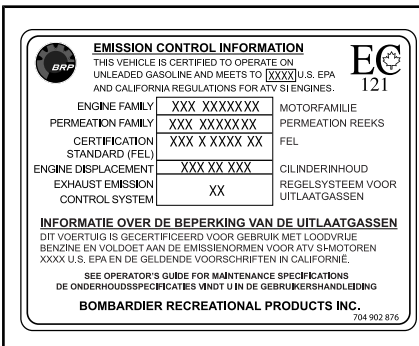 BRP
EMISSION CONTROL INFORMATION
THIS VEHICLE IS CERTIFIED TO OPERATE ON
UNLEADED GASOLINE AND MEETS TO XXXX U.S. EPA
AND CALIFORNIA REGULATIONS FOR ATV SI ENGINES.
EC
121
ENGINE FAMILY XXX XXXXXXX MOTORFAMILIE
PERMEATION FAMILY XXX XXXXXXX PERMEATION REEKS
CERTIFICATION STANDARD (FEL) XXX X XXXX XX FEL
ENGINE DISPLACEMENT XXX XX XXX CILINDERINHOUD
EXHAUST EMISSION CONTROL SYSTEM XX REGELSYSTEEM VOOR UITLAATGASSEN
INFORMATIE OVER DE BEPERKING VAN DE UITLAATGASSEN
DIT VOERTUIG IS GECERTIFICEERD VOOR GEBRUIK MET LOODVRIJE
BENZINE EN VOLDOET AAN DE EMISSIENORMEN VOOR ATV SI-MOTOREN
XXXX U.S. EPA EN DE GELDENDE VOORSCHRIFTEN IN CALIFORNIË.
SEE OPERATOR'S GUIDE FOR MAINTENANCE SPECIFICATIONS
DE ONDERHOUDSSPECIFICATIES VINDT U IN DE GEBRUIKERSHANDLEIDING
BOMBARDIER RECREATIONAL PRODUCTS INC.
704 902 876